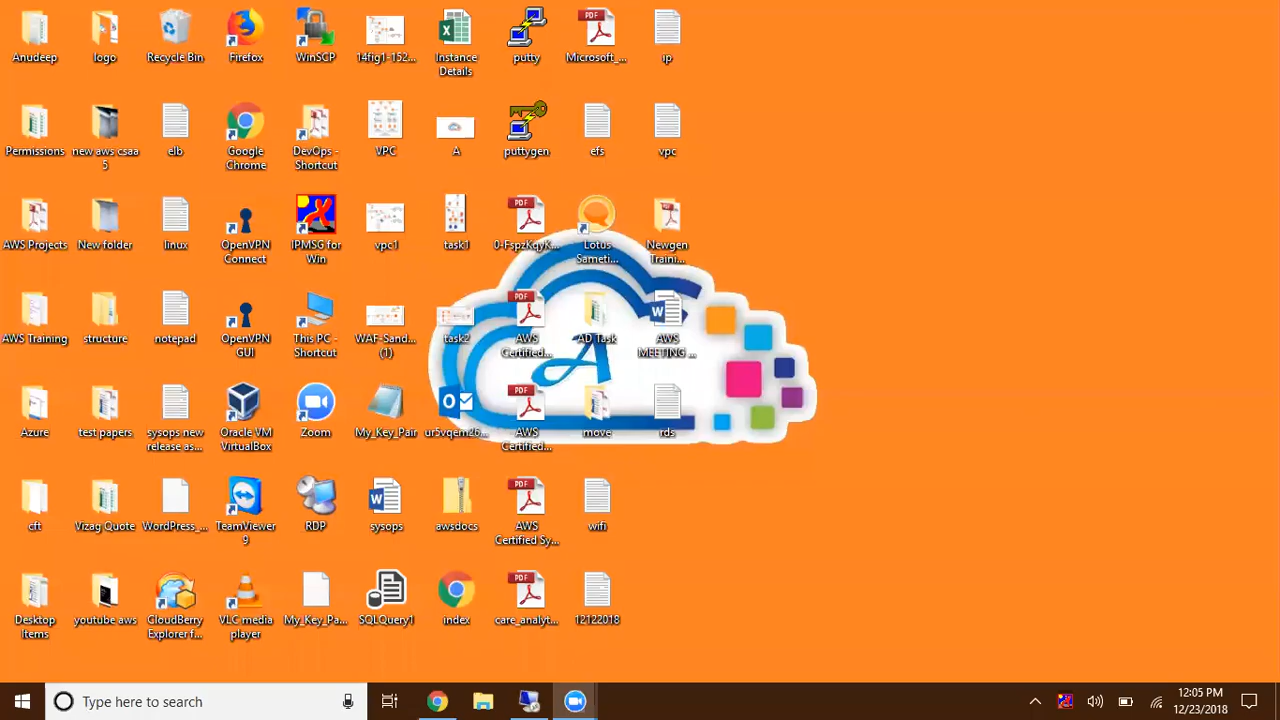 Anudeep
logo
Recycle Bin
Firefox
WinSCP
14fig1-152...
Instance
Details
putty
Microsoft_...
ip
Permissions
new aws csaa
5
elb
Google
Chrome
DevOps -
Shortcut
VPC
A
puttygen
efs
vpc
AWS Projects
New folder
linux
OpenVPN
Connect
IPMSG for
Win
vpc1
task1
0-FspzKqyK...
Lotus
Sameti...
Newgen
Traini...
AWS Training
structure
notepad
OpenVPN
GUI
This PC -
Shortcut
WAF-Sand...
(1)
task2
AWS
Certified...
AD Task
AWS
MEETING ...
A
Azure
test papers
sysops new
release as...
Oracle VM
VirtualBox
Zoom
My_Key_Pair
ur5vqem26...
AWS
Certified...
move
rds
cft
Vizag Quote
WordPress_...
TeamViewer
9
RDP
sysops
awsdocs
AWS
Certified Sy...
wifi
Desktop
Items
youtube aws
CloudBerry
Explorer f...
VLC media
player
My_Key_Pa...
SQLQuery1
index
care_analyt...
12122018
Type here to search
12:05 PM
12/23/2018